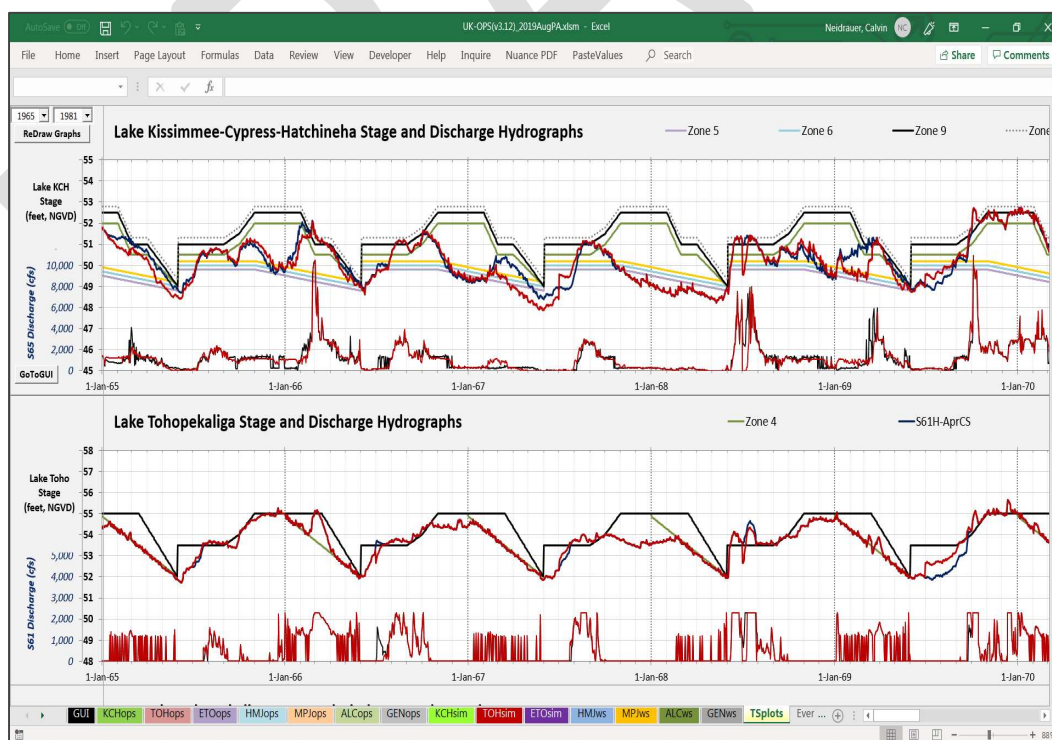 AutoSave Off UK-OPS(v3.12)_2019AugPA.xlsm - Excel Neidrauer, Calvin NC
File Home Insert Page Layout Formulas Data Review View Developer Help Inquire Nuance PDF PasteValues Search Share Comments
fx
1965 1981
ReDraw Graphs
Lake Kissimmee-Cypress-Hatchineha Stage and Discharge Hydrographs
Zone 5 Zone 6 Zone 9 Zone
Lake KCH
Stage
(feet, NGVD)
S65 Discharge (cfs)
55
54
53
52
51
10,000 50
8,000 49
6,000 48
4,000 47
2,000 46
0 45
GoToGUI
1-Jan-65 1-Jan-66 1-Jan-67 1-Jan-68 1-Jan-69 1-Jan-70
Lake Tohopekaliga Stage and Discharge Hydrographs
Zone 4 S61H-AprCS
Lake Toho
Stage
(feet, NGVD)
S61 Discharge (cfs)
58
57
56
55
54
5,000 53
4,000 52
3,000 51
2,000 50
1,000 49
0 48
1-Jan-65 1-Jan-66 1-Jan-67 1-Jan-68 1-Jan-69 1-Jan-70
GUI KCHops TOHops ETOops HMJops MPJops ALCops GENops KCHsim TOHsim ETOsim HMJws MPJws ALCws GENws TSplots Ever ...
88%